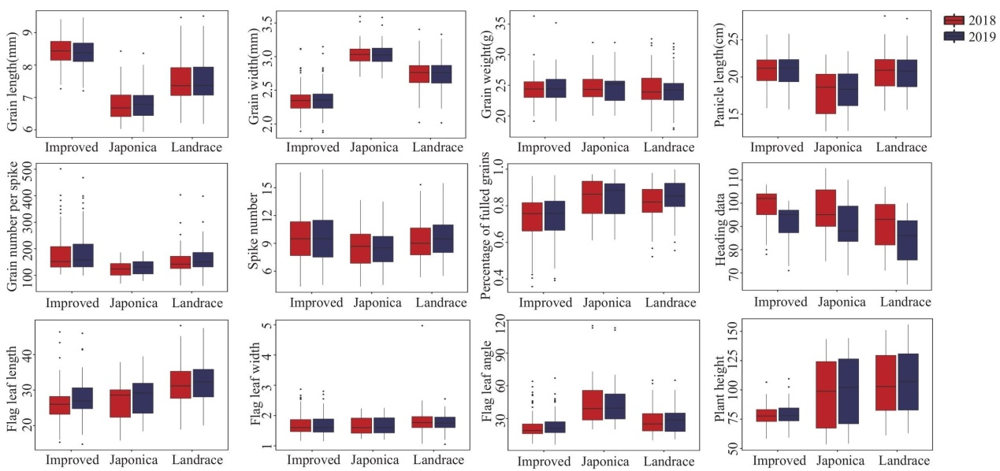 Grain length(mm)
9
8
7
6
Improved Japonica Landrace
Grain width(mm)
3.5
3.0
2.5
2.0
Improved Japonica Landrace
Grain weight(g)
35
30
25
20
Improved Japonica Landrace
Panicle length(cm)
25
20
15
Improved Japonica Landrace
2018
2019
Grain number per spike
500
400
300
200
100
Improved Japonica Landrace
Spike number
15
12
9
6
Improved Japonica Landrace
Percentage of fulled grains
1.0
0.8
0.6
0.4
Improved Japonica Landrace
Heading data
110
100
90
80
70
Improved Japonica Landrace
Flag leaf length
40
30
20
Improved Japonica Landrace
Flag leaf width
5
4
3
2
1
Improved Japonica Landrace
Flag leaf angle
120
90
60
30
Improved Japonica Landrace
Plant height
150
125
100
75
50
Improved Japonica Landrace